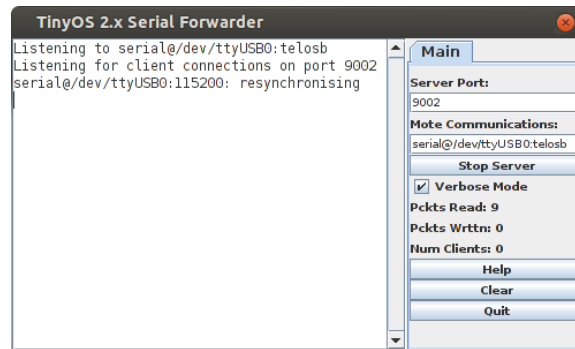 TinyOS 2.x Serial Forwarder
Listening to serial@/dev/ttyUSB0:telosb
Listening for client connections on port 9002
serial@/dev/ttyUSB0:115200: resynchronising
Main
Server Port:
9002
Mote Communications:
serial@/dev/ttyUSB0:telosb
Stop Server
Verbose Mode
Pckts Read: 9
Pckts Wrttn: 0
Num Clients: 0
Help
Clear
Quit